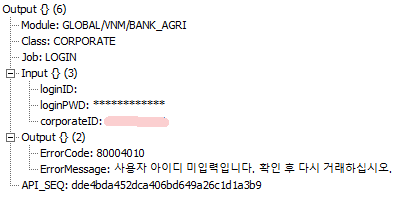 Output {} (6)
Module: GLOBAL/VNM/BANK_AGRI
Class: CORPORATE
Job: LOGIN
Input {} (3)
loginID:
loginPWD: ************
corporateID:
Output {} (2)
ErrorCode: 80004010
ErrorMessage: 사용자 아이디 미입력입니다. 확인 후 다시 거래하십시오.
API_SEQ: dde4bda452dca406bd649a26c1d1a3b9